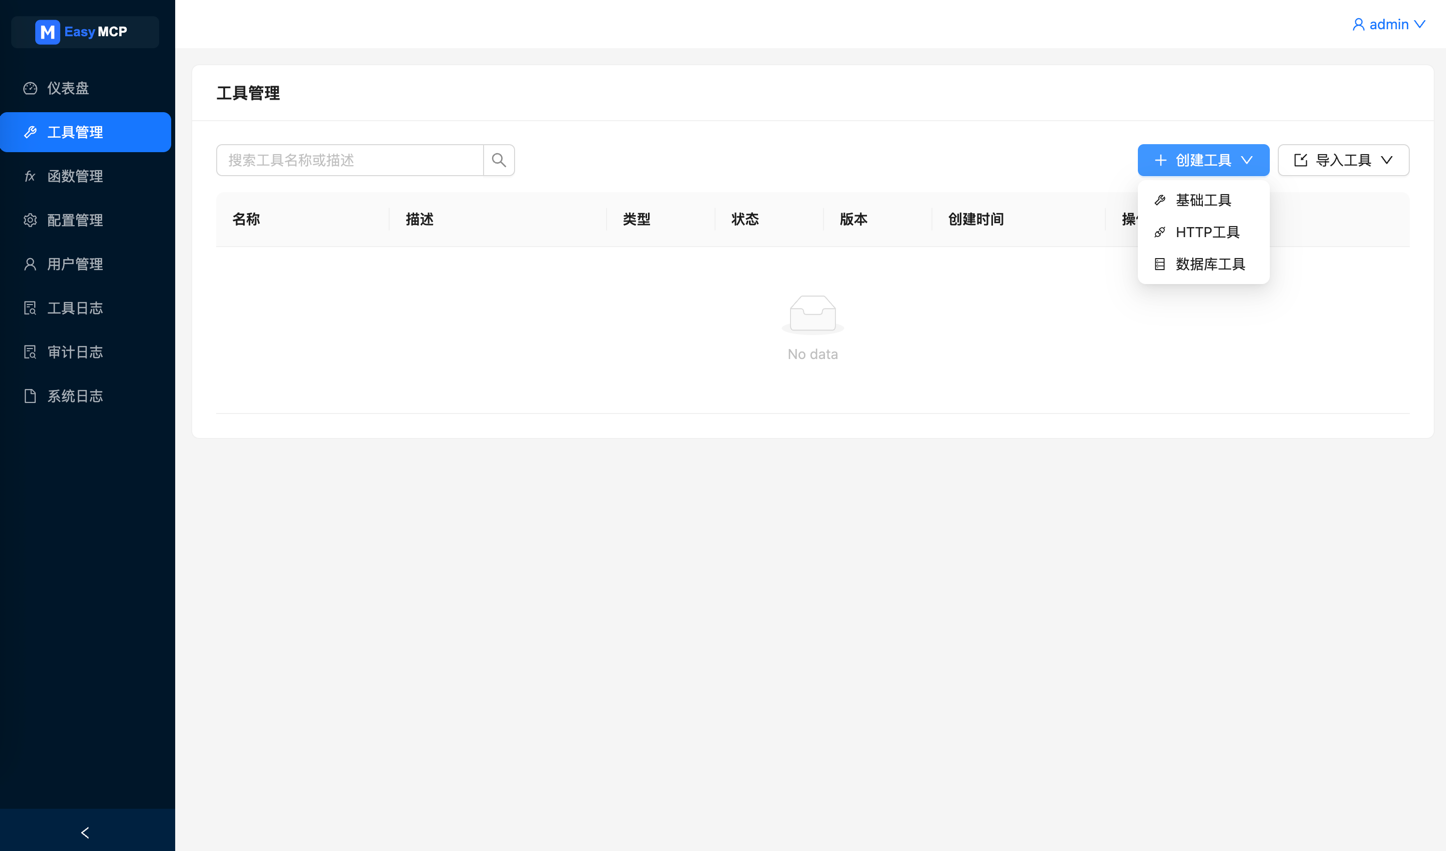 M Easy MCP
admin
仪表盘
工具管理
函数管理
配置管理
用户管理
工具日志
审计日志
系统日志
工具管理
搜索工具名称或描述
创建工具
导入工具
基础工具
HTTP工具
数据库工具
名称 描述 类型 状态 版本 创建时间
No data